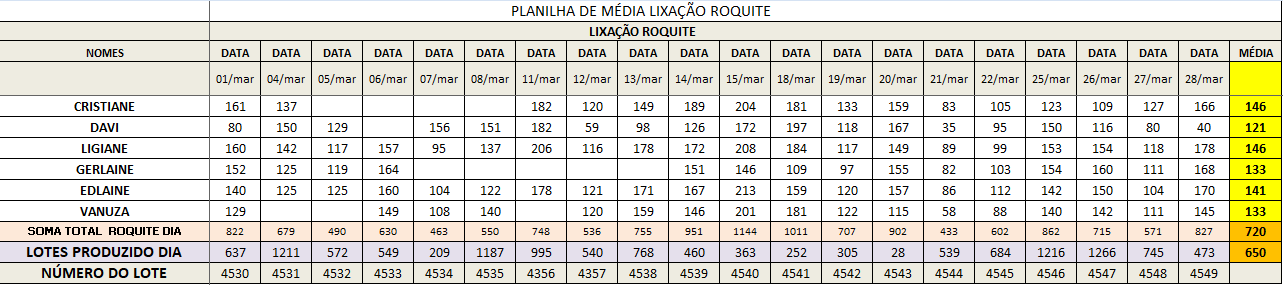 PLANILHA DE MÉDIA LIXAÇÃO ROQUITE
LIXAÇÃO ROQUITE
NOMES DATA DATA DATA DATA DATA DATA DATA DATA DATA DATA DATA DATA DATA DATA DATA DATA DATA DATA DATA DATA MÉDIA
01/mar 04/mar 05/mar 06/mar 07/mar 08/mar 11/mar 12/mar 13/mar 14/mar 15/mar 18/mar 19/mar 20/mar 21/mar 22/mar 25/mar 26/mar 27/mar 28/mar
CRISTIANE 161 137 182 120 149 189 204 181 133 159 83 105 123 109 127 166 146
DAVI 80 150 129 156 151 182 59 98 126 172 197 118 167 35 95 150 116 80 40 121
LIGIANE 160 142 117 157 95 137 206 116 178 172 208 184 117 149 89 99 153 154 118 178 146
GERLAINE 152 125 119 164 151 146 109 97 155 82 103 154 160 111 168 133
EDLAINE 140 125 125 160 104 122 178 121 171 167 213 159 120 157 86 112 142 150 104 170 141
VANUZA 129 149 108 140 120 159 146 201 181 122 115 58 88 140 142 111 145 133
SOMA TOTAL ROQUITE DIA 822 679 490 630 463 550 748 536 755 951 1144 1011 707 902 433 602 862 715 571 827 720
LOTES PRODUZIDO DIA 637 1211 572 549 209 1187 995 540 768 460 363 252 305 28 539 684 1216 1266 745 473 650
NÚMERO DO LOTE 4530 4531 4532 4533 4534 4535 4356 4357 4538 4539 4540 4541 4542 4543 4544 4545 4546 4547 4548 4549